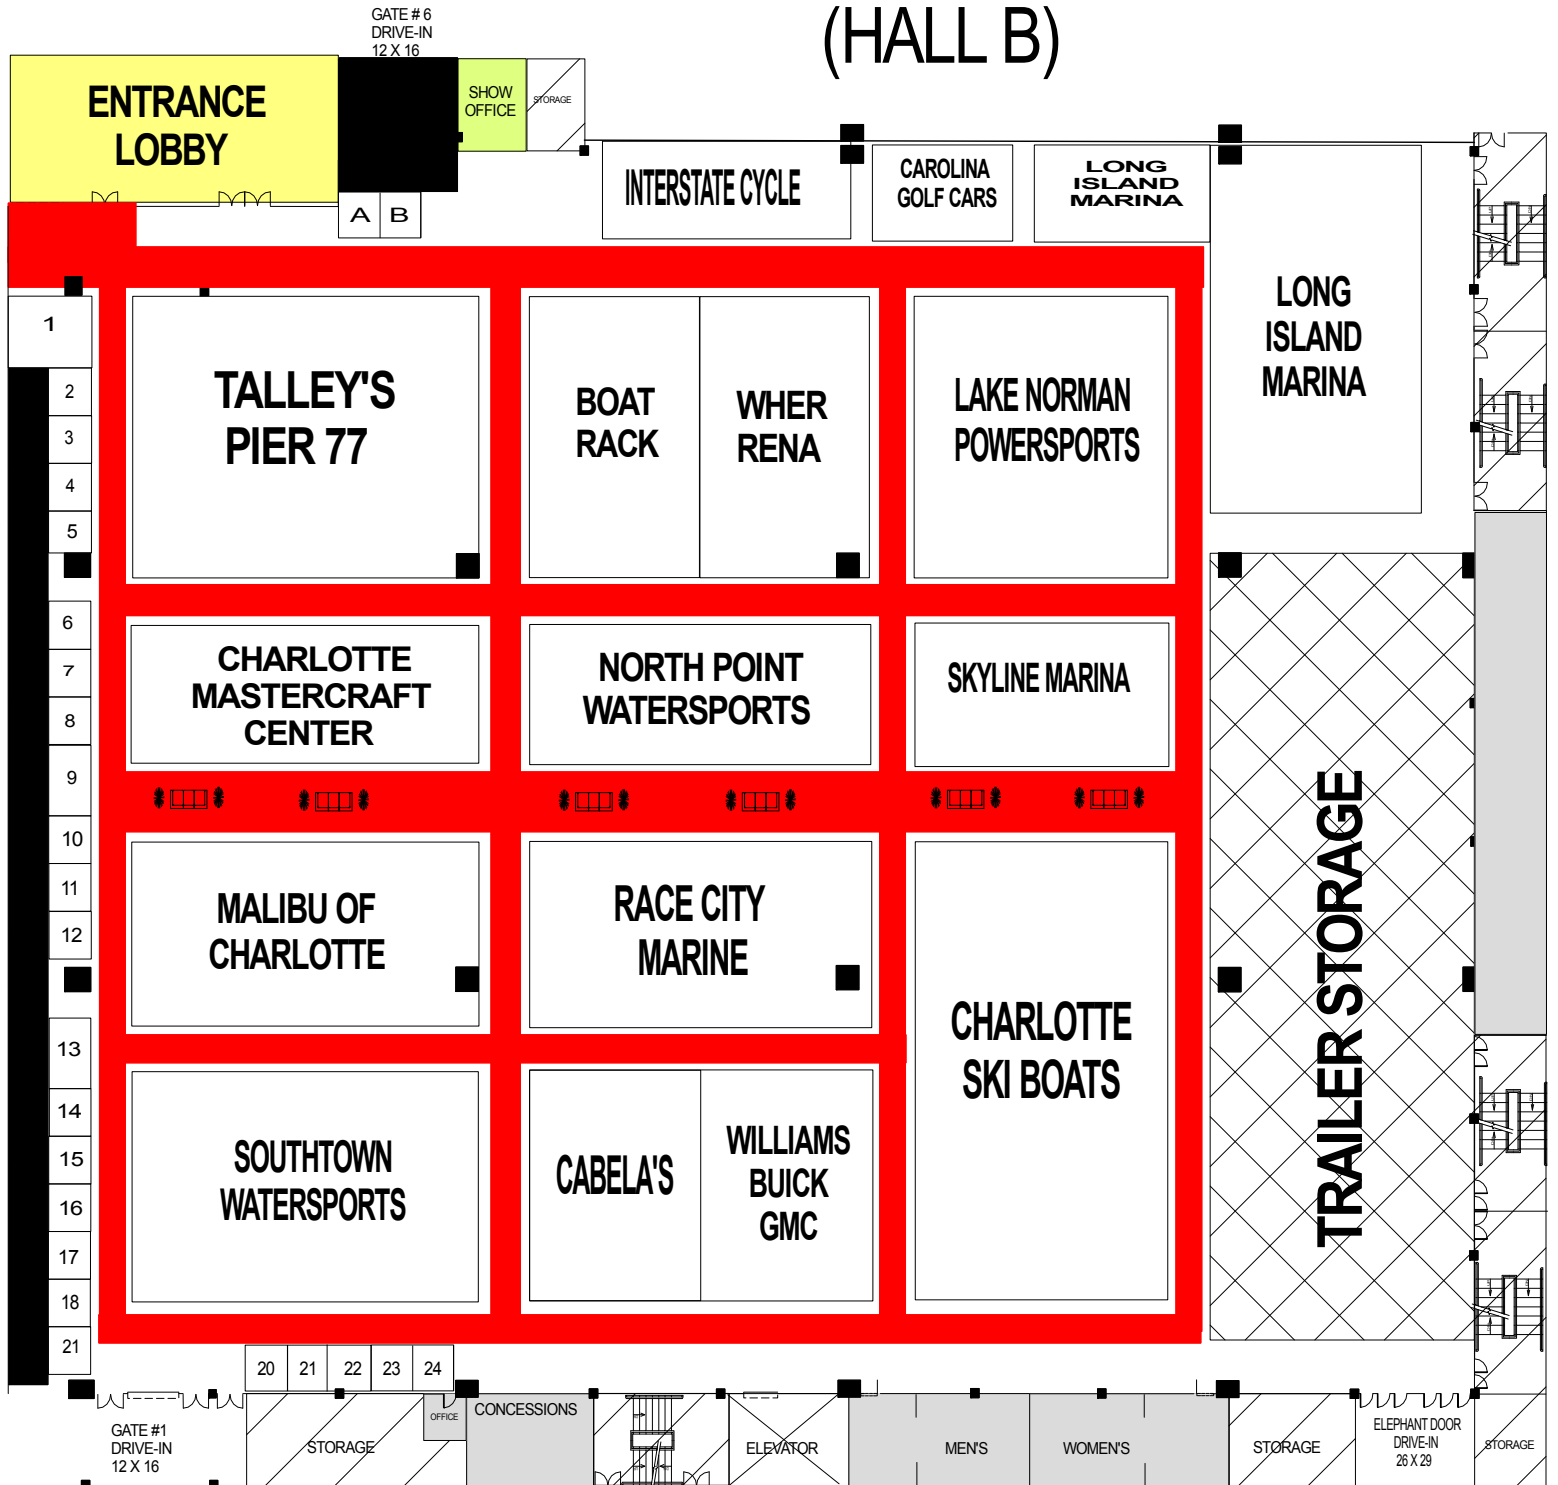 (HALL B)
GATE # 6
DRIVE-IN
12 X 16
ENTRANCE
LOBBY
SHOW
OFFICE
STORAGE
A
B
INTERSTATE CYCLE
CAROLINA
GOLF CARS
LONG
ISLAND
MARINA
LONG
ISLAND
MARINA
1
2
3
4
5
TALLEY'S
PIER 77
BOAT
RACK
WHER
RENA
LAKE NORMAN
POWERSPORTS
6
7
8
9
CHARLOTTE
MASTERCRAFT
CENTER
NORTH POINT
WATERSPORTS
SKYLINE MARINA
TRAILER STORAGE
10
11
12
MALIBU OF
CHARLOTTE
RACE CITY
MARINE
CHARLOTTE
SKI BOATS
13
14
15
16
17
18
21
SOUTHTOWN
WATERSPORTS
CABELA'S
WILLIAMS
BUICK
GMC
20
21
22
23
24
GATE #1
DRIVE-IN
12 X 16
STORAGE
OFFICE
CONCESSIONS
ELEVATOR
MEN'S
WOMEN'S
STORAGE
ELEPHANT DOOR
DRIVE-IN
26 X 29
STORAGE